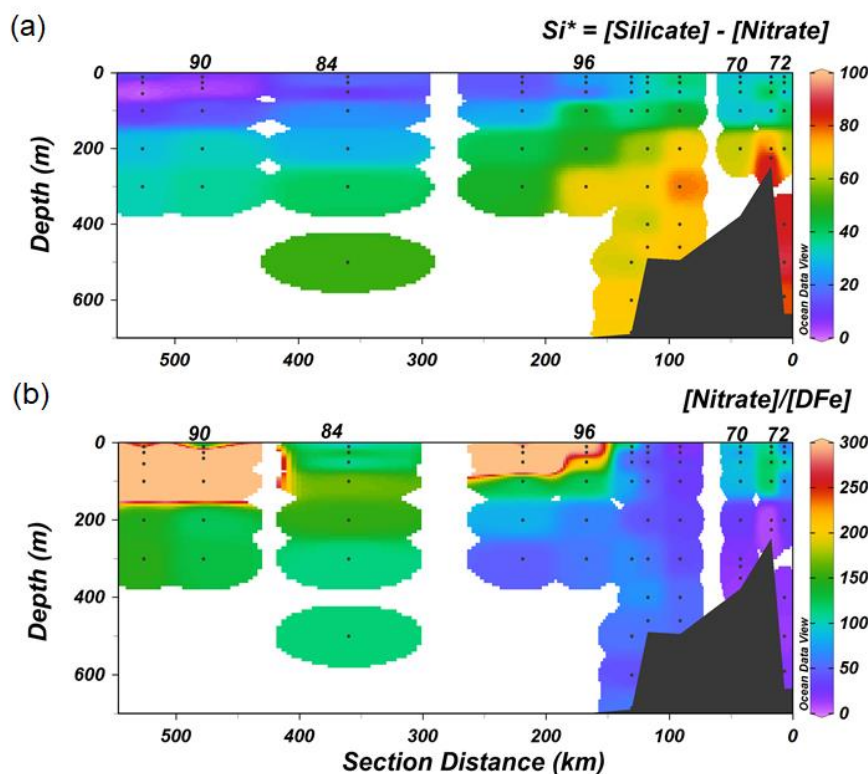 (a)
Si* = [Silicate] - [Nitrate]
90 84 96 70 72
0
200
400
600
Depth (m)
500 400 300 200 100 0
100
80
60
40
20
0
Ocean Data View
(b)
[Nitrate]/[DFe]
90 84 96 70 72
0
200
400
600
Depth (m)
500 400 300 200 100 0
Section Distance (km)
300
250
200
150
100
50
0
Ocean Data View